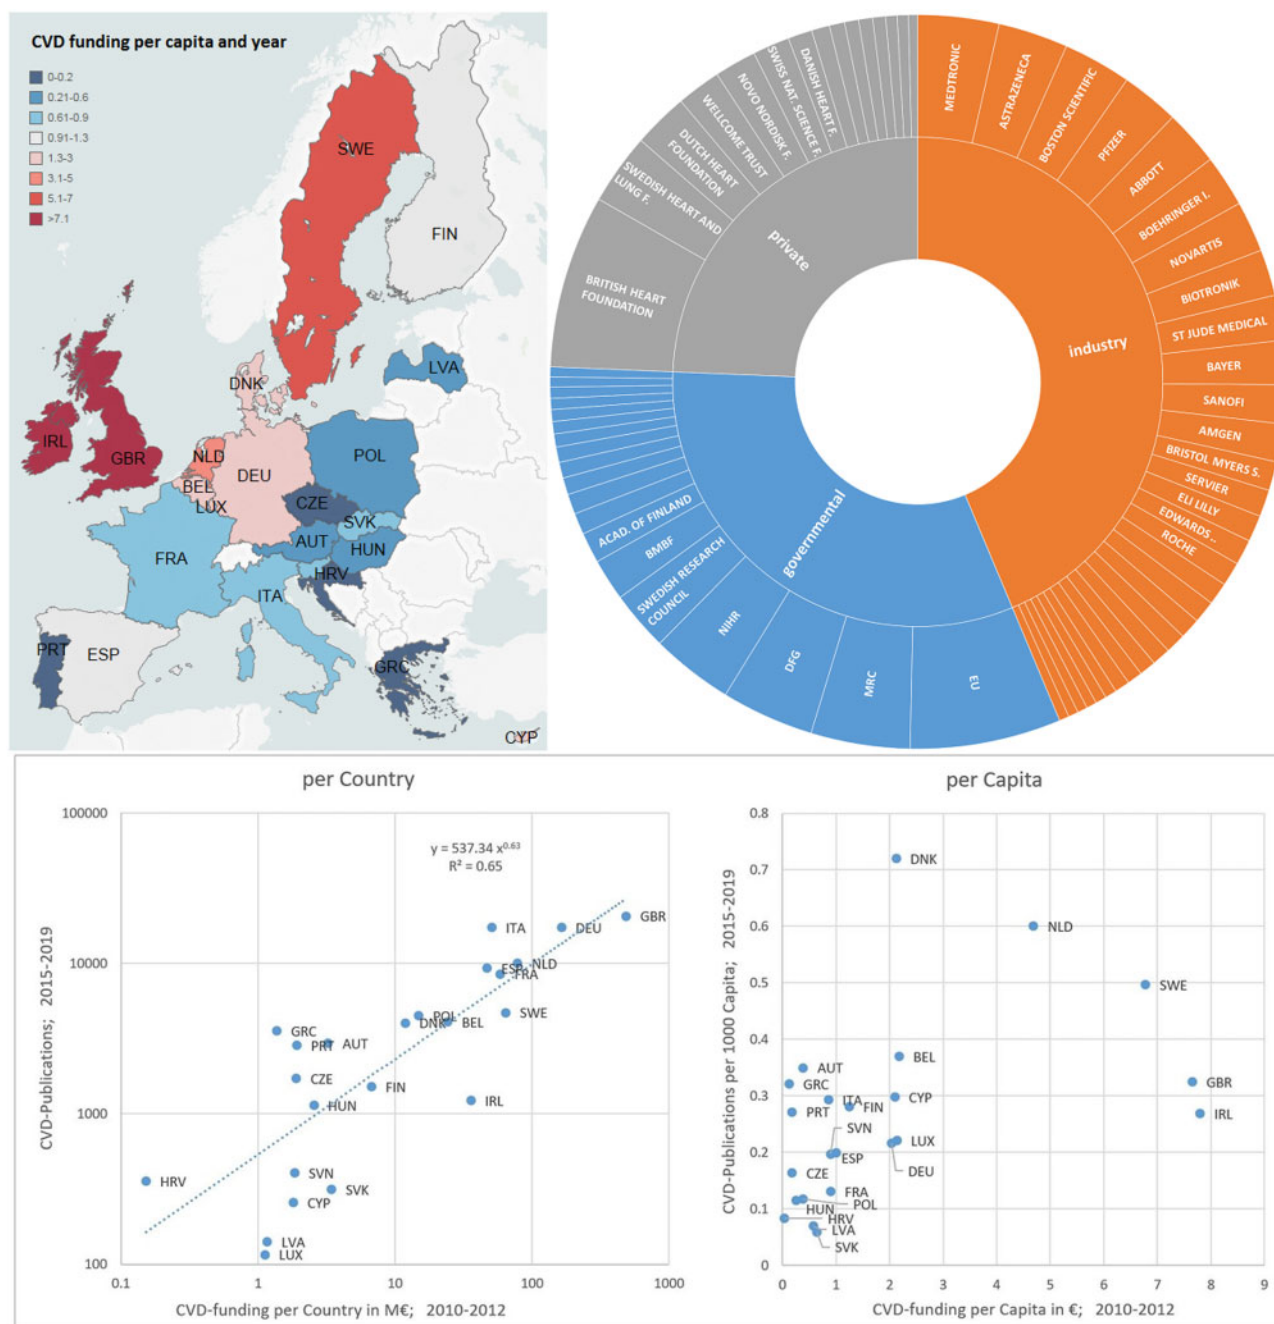 CVD funding per capita and year
0-0.2
0.21-0.6
0.61-0.9
0.91-1.3
1.3-3
3.1-5
5.1-7
>7.1
SWE
FIN
LVA
DNK
IRL
GBR
NLD
BEL
LUX
DEU
POL
CZE
SVK
AUT
HUN
FRA
HRV
ITA
PRT
ESP
GRC
CYP
MEDTRONIC
ASTRAZENECA
BOSTON SCIENTIFIC
PFIZER
ABBOTT
BOEHRINGER I.
NOVARTIS
BIOTRONIK
ST JUDE MEDICAL
BAYER
SANOFI
AMGEN
BRISTOL MYERS S.
SERVIER
ELI LILLY
EDWARDS ..
ROCHE
industry
EU
MRC
DFG
NIHR
SWEDISH RESEARCH
COUNCIL
BMBF
ACAD. OF FINLAND
governmental
BRITISH HEART
FOUNDATION
SWEDISH HEART AND
LUNG F.
DUTCH HEART
FOUNDATION
WELLCOME TRUST
NOVO NORDISK F.
SWISS NAT. SCIENCE F.
DANISH HEART F.
private
per Country
CVD-Publications; 2015-2019
100000
10000
1000
100
y = 537.34 x^0.63
R² = 0.65
GBR
ITA
DEU
ESP
NLD
FRA
POL
DNK
BEL
SWE
GRC
PRT
AUT
CZE
FIN
HUN
IRL
HRV
SVN
SVK
CYP
LVA
LUX
0.1
1
10
100
1000
CVD-funding per Country in M€; 2010-2012
per Capita
CVD-Publications per 1000 Capita; 2015-2019
0.8
0.7
0.6
0.5
0.4
0.3
0.2
0.1
0
DNK
NLD
SWE
BEL
AUT
GRC
GBR
ITA
CYP
FIN
PRT
IRL
SVN
LUX
ESP
DEU
CZE
FRA
POL
HUN
HRV
LVA
SVK
0
1
2
3
4
5
6
7
8
9
CVD-funding per Capita in €; 2010-2012